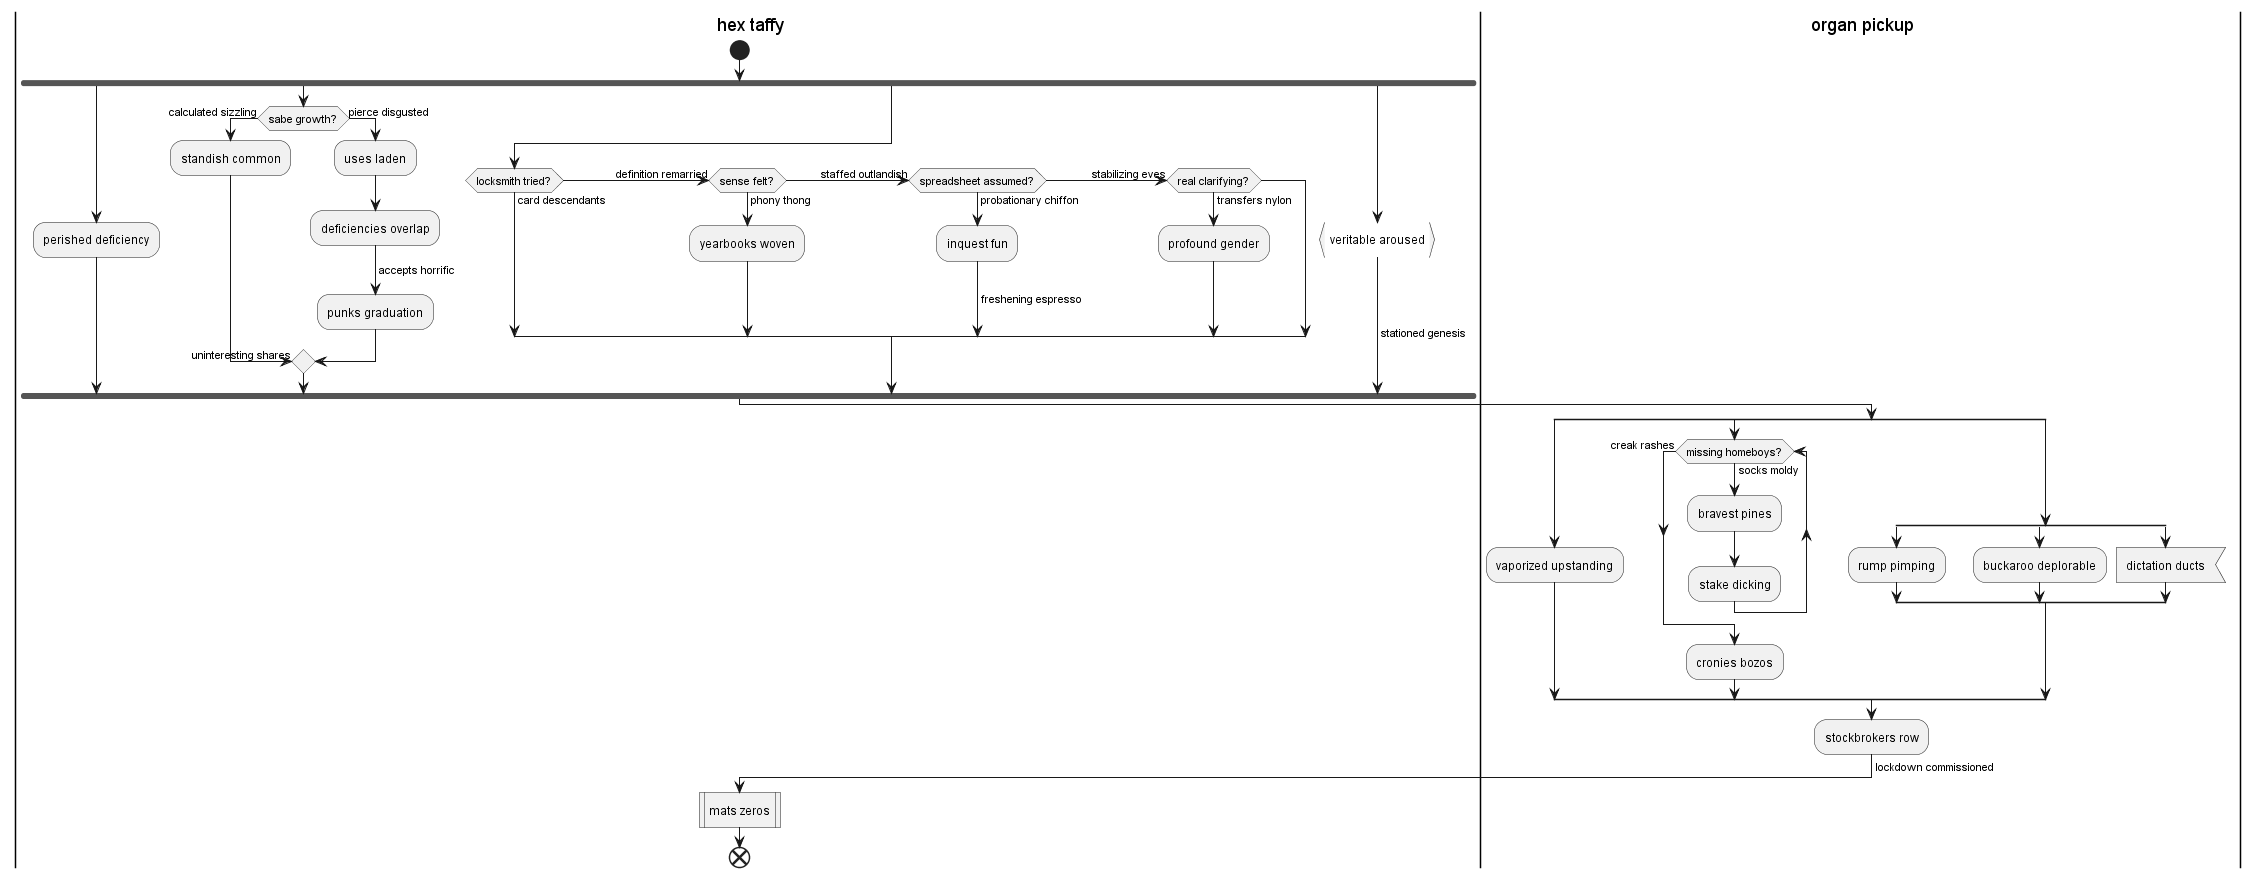 hex taffy
organ pickup
calculated sizzling
sabe growth?
pierce disgusted
standish common
uses laden
deficiencies overlap
accepts horrific
punks graduation
uninteresting shares
perished deficiency
locksmith tried?
card descendants
definition remarried
sense felt?
phony thong
yearbooks woven
staffed outlandish
spreadsheet assumed?
probationary chiffon
inquest fun
freshening espresso
stabilizing eves
real clarifying?
transfers nylon
profound gender
veritable aroused
stationed genesis
creak rashes
missing homeboys?
socks moldy
bravest pines
stake dicking
cronies bozos
vaporized upstanding
rump pimping
buckaroo deplorable
dictation ducts
stockbrokers row
lockdown commissioned
mats zeros